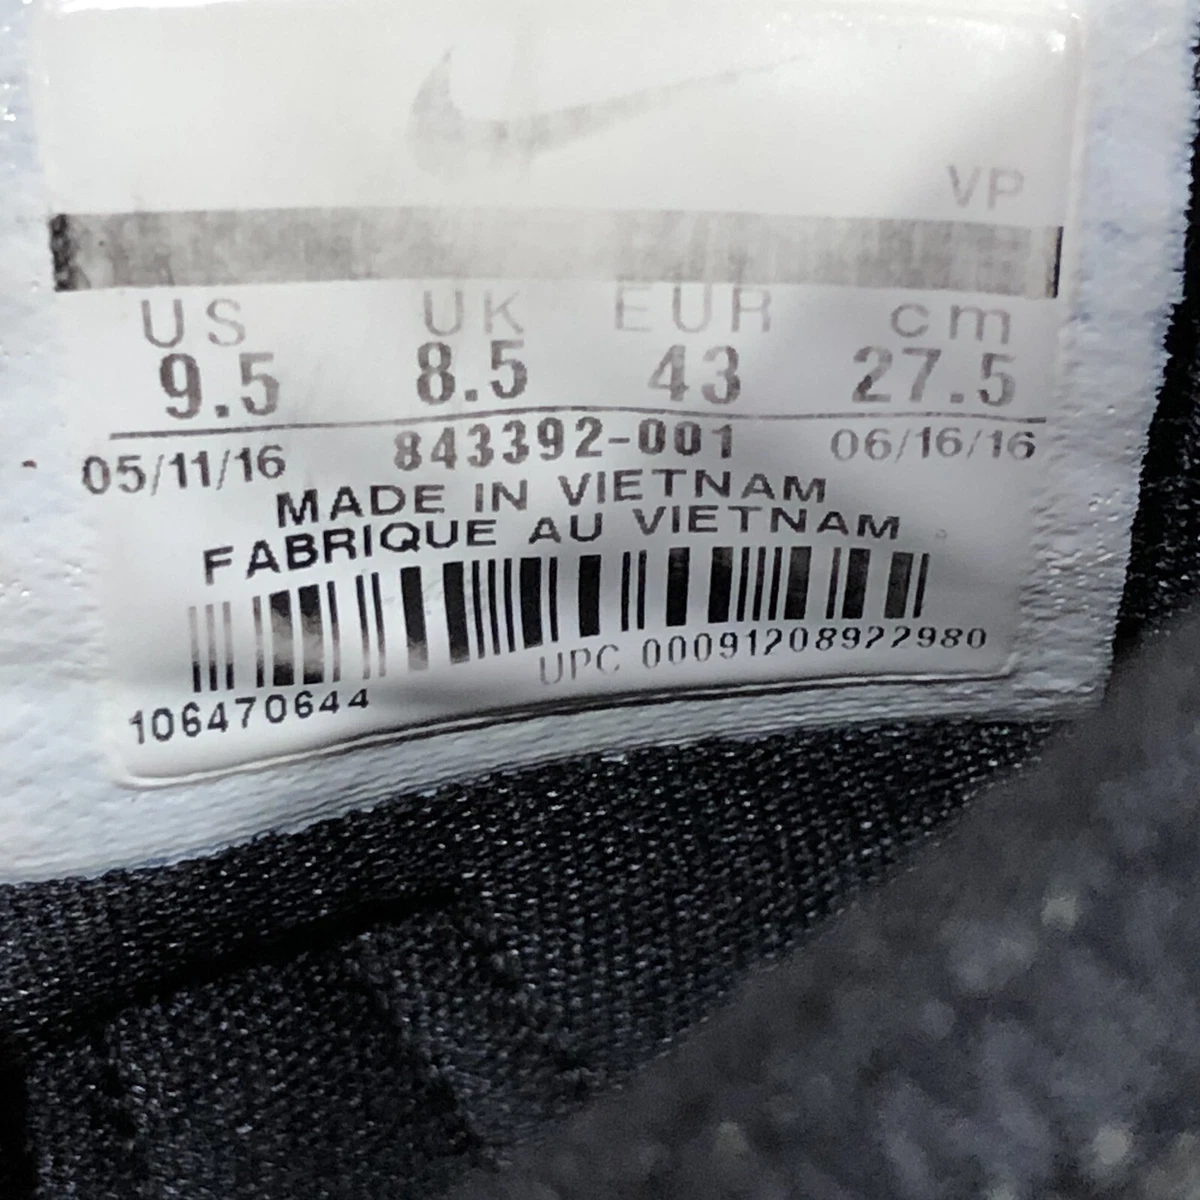 VP
US UK EUR cm
9.5 8.5 43 27.5
05/11/16 843392-001 06/16/16
MADE IN VIETNAM
FABRIQUE AU VIETNAM
UPC 00091208922980
106470644